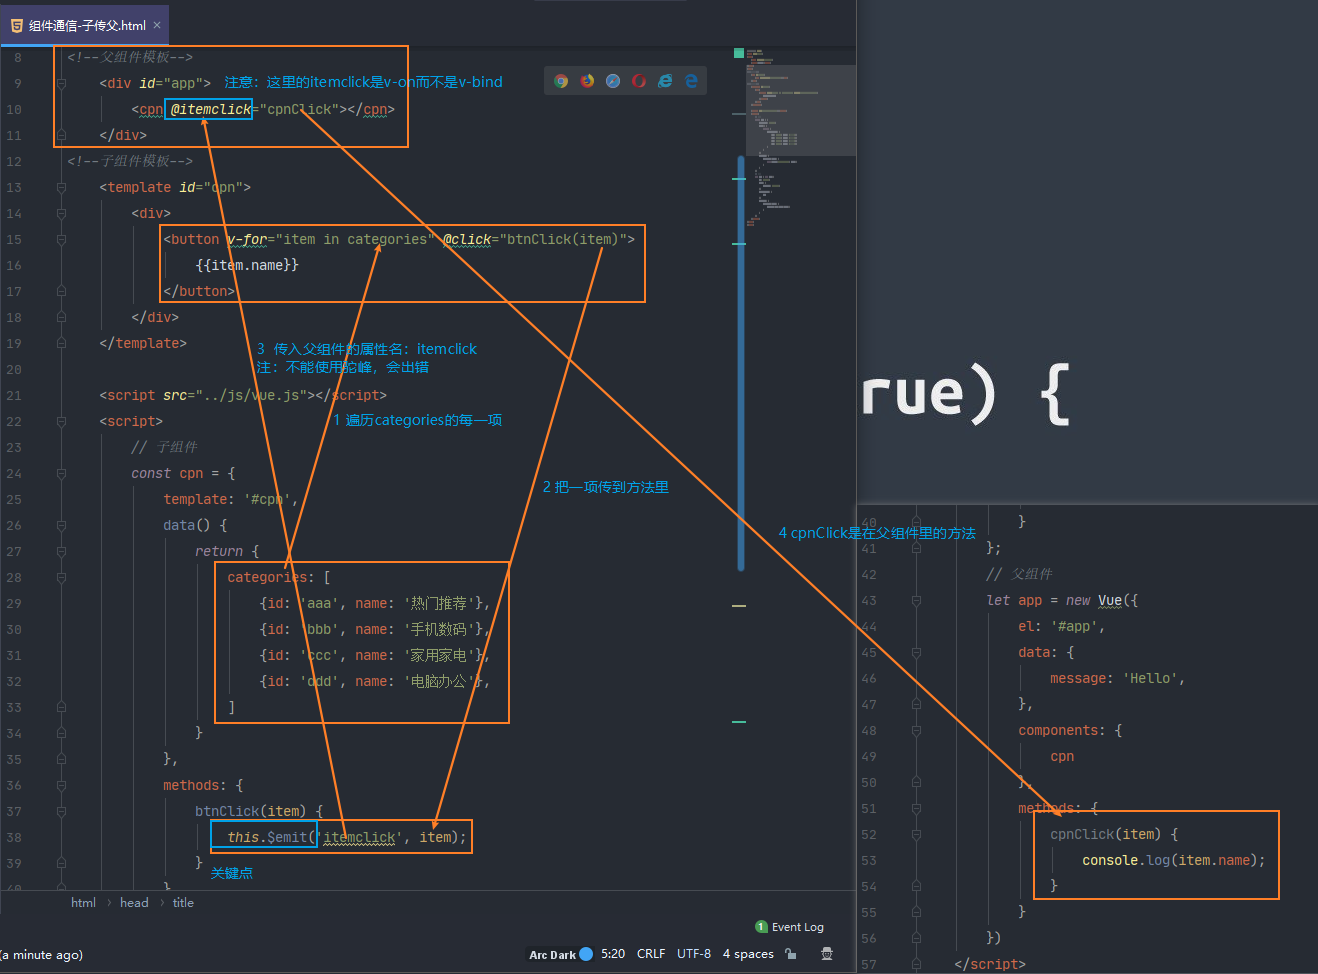 组件通信-子传父.html ×
8 <!--父组件模板-->
9 <div id="app"> 注意：这里的itemclick是v-on而不是v-bind
10 <cpn @itemclick="cpnClick"></cpn>
11 </div>
12 <!--子组件模板-->
13 <template id="cpn">
14 <div>
15 <button v-for="item in categories" @click="btnClick(item)">
16 {{item.name}}
17 </button>
18 </div>
19 </template>
3 传入父组件的属性名：itemclick
注：不能使用驼峰，会出错
20
21 <script src="../js/vue.js"></script>
22 <script>
1 遍历categories的每一项
23 // 子组件
24 const cpn = {
25 template: '#cpn',
2 把一项传到方法里
26 data() {
27 return {
28 categories: [
29 {id: 'aaa', name: '热门推荐'},
30 {id: 'bbb', name: '手机数码'},
31 {id: 'ccc', name: '家用家电'},
32 {id: 'ddd', name: '电脑办公'},
33 ]
34 }
35 },
36 methods: {
37 btnClick(item) {
38 this.$emit('itemclick', item);
39 }
关键点
40 }
html › head › title
1 Event Log
(a minute ago)
Arc Dark 5:20 CRLF UTF-8 4 spaces
rue) {
40 }
4 cpnClick是在父组件里的方法
41 };
42 // 父组件
43 let app = new Vue({
44 el: '#app',
45 data: {
46 message: 'Hello',
47 },
48 components: {
49 cpn
50 },
51 methods: {
52 cpnClick(item) {
53 console.log(item.name);
54 }
55 }
56 })
57 </script>